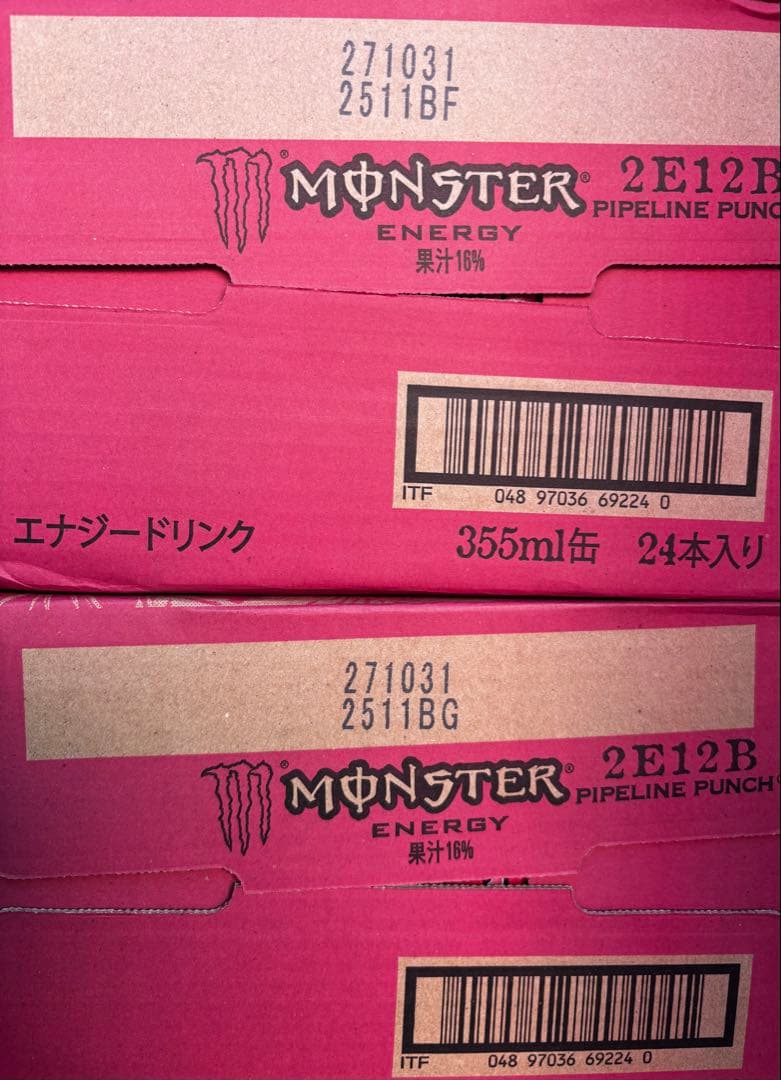 271031
2511BF
MONSTER
ENERGY
果汁16%
2E12B
PIPELINE PUNC
ITF 048 97036 69224 0
エナジードリンク
355ml缶 24本入り
271031
2511BG
MONSTER
ENERGY
果汁16%
2E12B
PIPELINE PUNCH
ITF 048 97036 69224 0